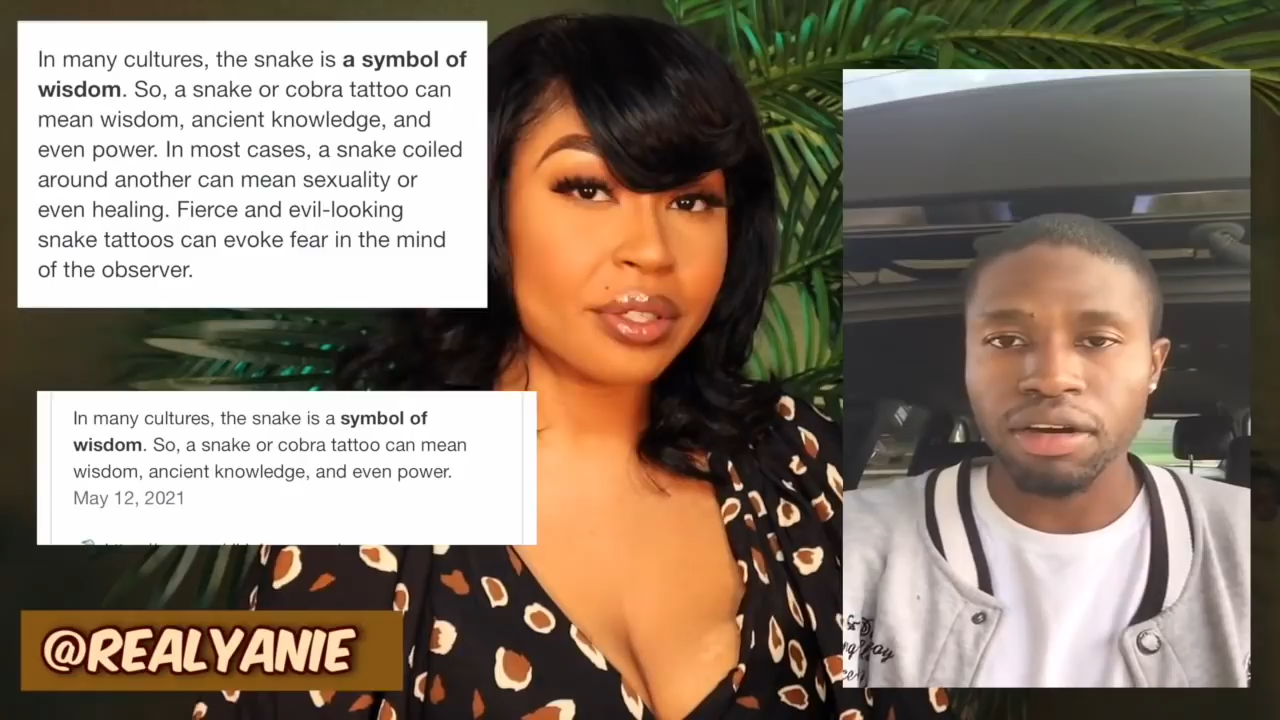 In many cultures, the snake is a symbol of
wisdom. So, a snake or cobra tattoo can
mean wisdom, ancient knowledge, and
even power. In most cases, a snake coiled
around another can mean sexuality or
even healing. Fierce and evil-looking
snake tattoos can evoke fear in the mind
of the observer.
In many cultures, the snake is a symbol of
wisdom. So, a snake or cobra tattoo can mean
wisdom, ancient knowledge, and even power.
May 12, 2021
@REALYANIE